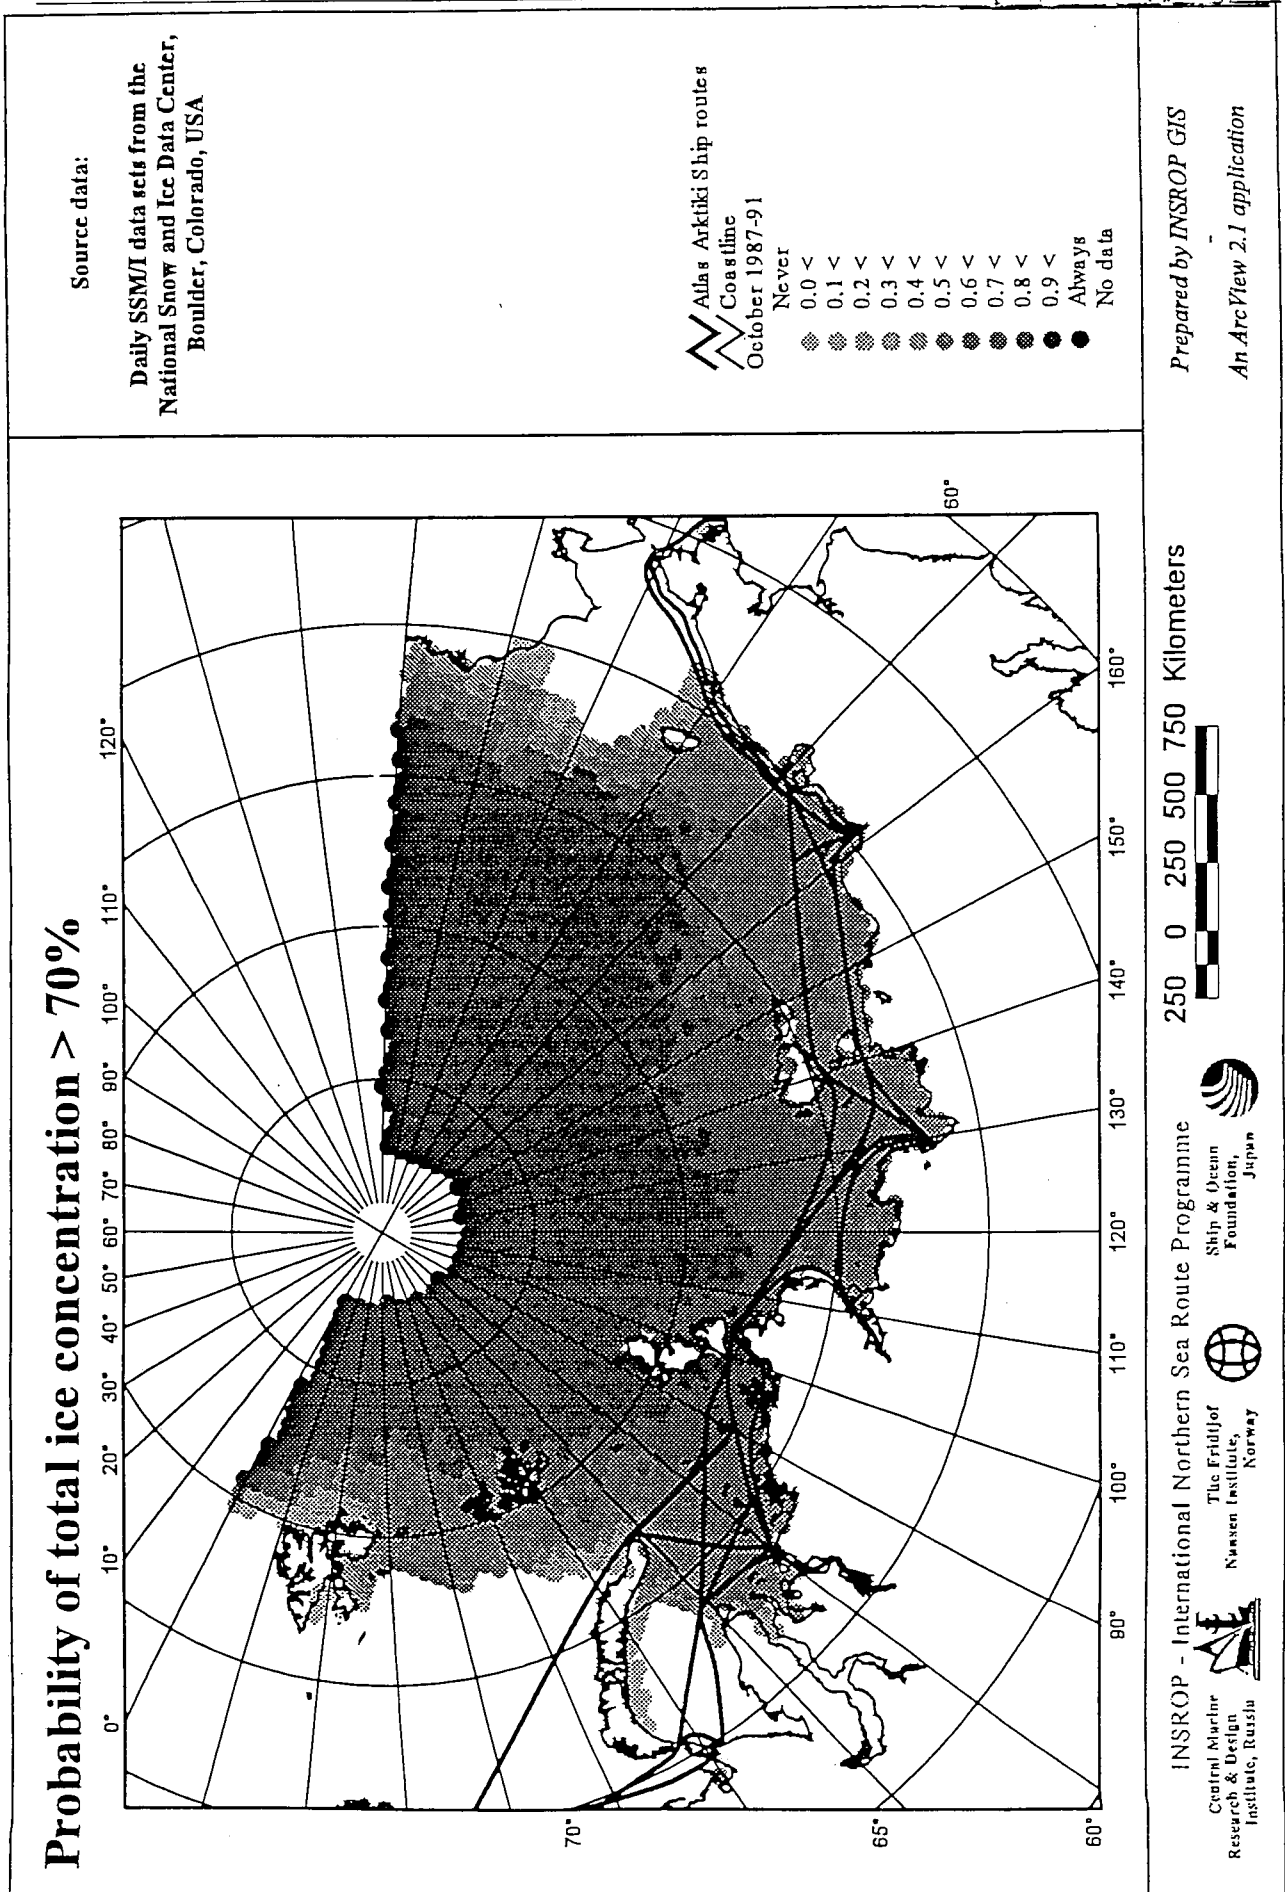 Probability of total ice concentration > 70%
Source data:
Daily SSM/I data sets from the
National Snow and Ice Data Center,
Boulder, Colorado, USA
Atlas Arktiki Ship routes
Coastline
October 1987-91
Never
0.0 <
0.1 <
0.2 <
0.3 <
0.4 <
0.5 <
0.6 <
0.7 <
0.8 <
0.9 <
Always
No data
0°
10°
20°
30°
40°
50°
60°
70°
80°
90°
100°
110°
120°
70°
65°
60°
90°
100°
110°
120°
130°
140°
150°
160°
60°
INSROP - International Northern Sea Route Programme
Central Marine
Research & Design
Institute, Russia
The Fridtjof
Nansen Institute,
Norway
Ship & Ocean
Foundation,
Japan
250 0 250 500 750 Kilometers
Prepared by INSROP GIS
-
An ArcView 2.1 application